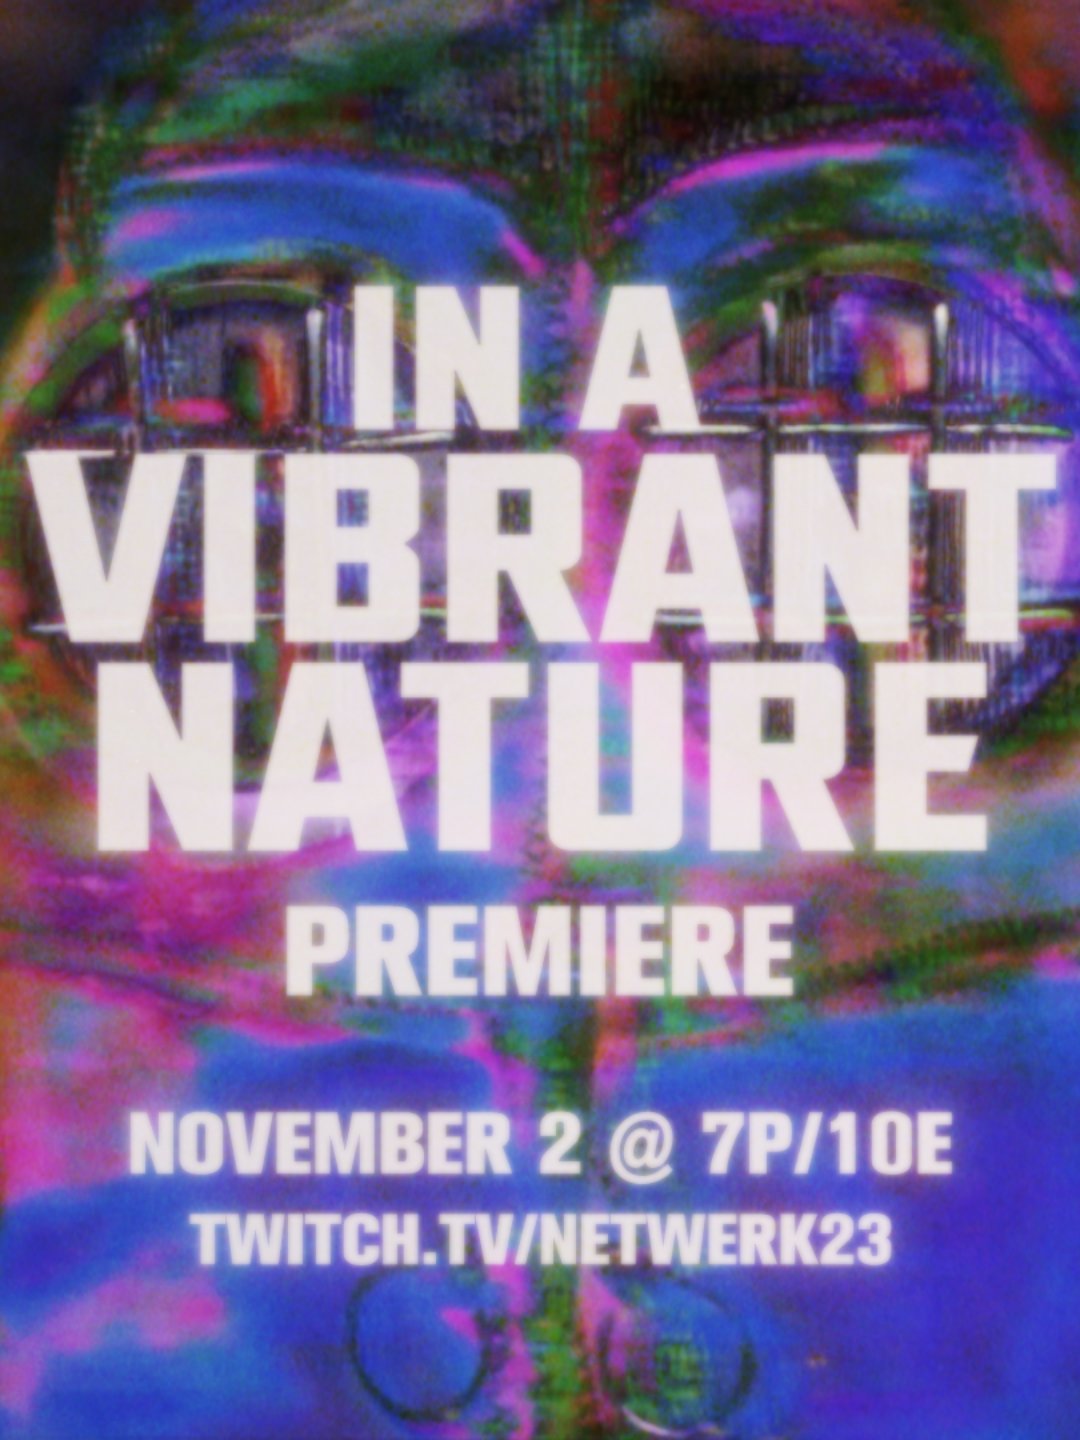 IN A
VIBRANT
NATURE
PREMIERE
NOVEMBER 2 @ 7P/10E
TWITCH.TV/NETWERK23